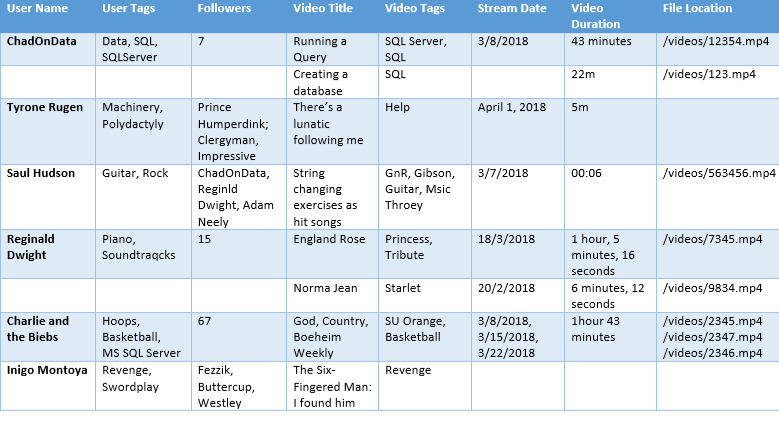 User Name User Tags Followers Video Title Video Tags Stream Date Video Duration File Location
ChadOnData Data, SQL, SQLServer 7 Running a Query SQL Server, SQL 3/8/2018 43 minutes /videos/12354.mp4
Creating a database SQL 22m /videos/123.mp4
Tyrone Rugen Machinery, Polydactyly Prince Humperdink; Clergyman, Impressive There's a lunatic following me Help April 1, 2018 5m
Saul Hudson Guitar, Rock ChadOnData, Reginld Dwight, Adam Neely String changing exercises as hit songs GnR, Gibson, Guitar, Msic Throey 3/7/2018 00:06 /videos/563456.mp4
Reginald Dwight Piano, Soundtraqcks 15 England Rose Princess, Tribute 18/3/2018 1 hour, 5 minutes, 16 seconds /videos/7345.mp4
Norma Jean Starlet 20/2/2018 6 minutes, 12 seconds /videos/9834.mp4
Charlie and the Biebs Hoops, Basketball, MS SQL Server 67 God, Country, Boeheim Weekly SU Orange, Basketball 3/8/2018, 3/15/2018, 3/22/2018 1hour 43 minutes /videos/2345.mp4 /videos/2347.mp4 /videos/2346.mp4
Inigo Montoya Revenge, Swordplay Fezzik, Buttercup, Westley The Six-Fingered Man: I found him Revenge